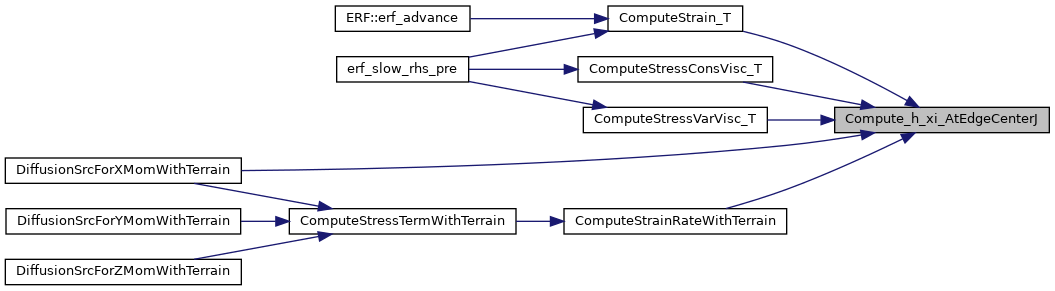 ERF::erf_advance
ComputeStrain_T
erf_slow_rhs_pre
ComputeStressConsVisc_T
ComputeStressVarVisc_T
Compute_h_xi_AtEdgeCenterJ
DiffusionSrcForXMomWithTerrain
DiffusionSrcForYMomWithTerrain
ComputeStressTermWithTerrain
ComputeStrainRateWithTerrain
DiffusionSrcForZMomWithTerrain